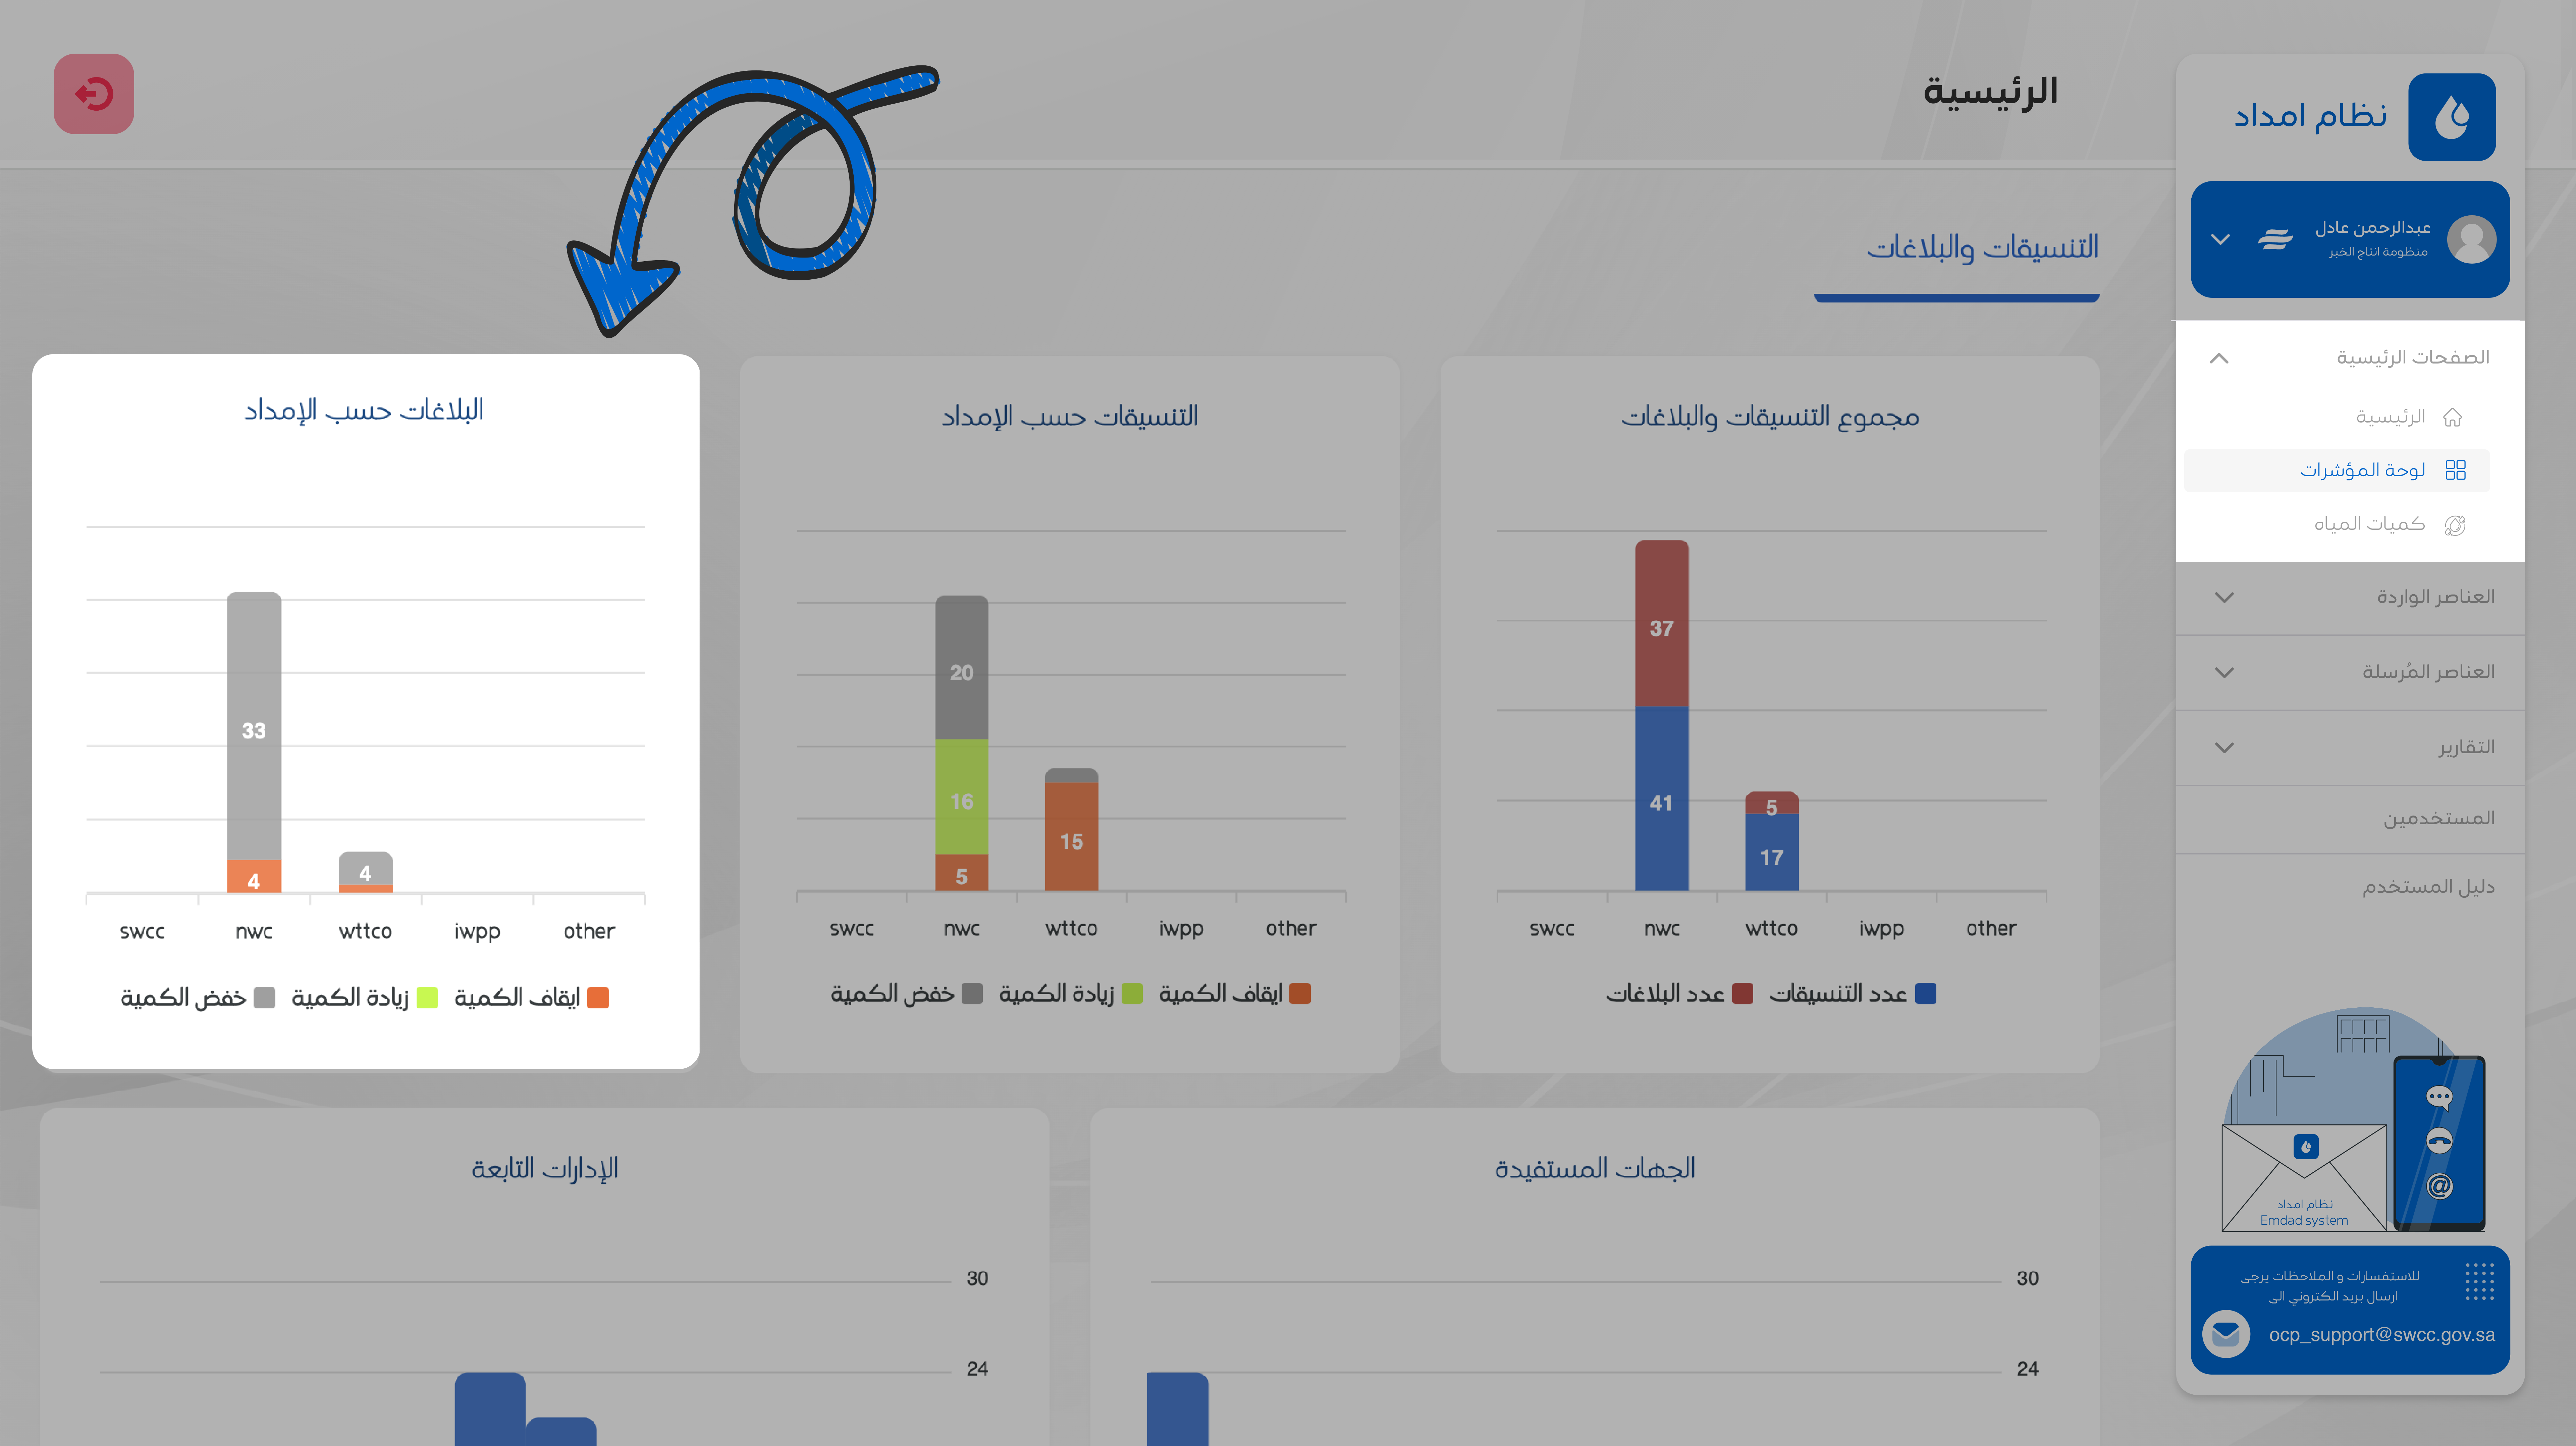 نظام امداد
عبدالرحمن عادل
منظومة انتاج الخبر
الصفحات الرئيسية
الرئيسية
لوحة المؤشرات
كميات المياه
العناصر الواردة
العناصر المُرسلة
التقارير
المستخدمين
دليل المستخدم
نظام امداد
Emdad system
للاستفسارات و الملاحظات يرجى
ارسال بريد الكتروني الى
ocp_support@swcc.gov.sa
الرئيسية
التنسيقات والبلاغات
مجموع التنسيقات والبلاغات
37
41
5
17
swcc nwc wttco iwpp other
عدد التنسيقات عدد البلاغات
التنسيقات حسب الإمداد
20
16
5
15
swcc nwc wttco iwpp other
ايقاف الكمية زيادة الكمية خفض الكمية
البلاغات حسب الإمداد
33
4
4
swcc nwc wttco iwpp other
ايقاف الكمية زيادة الكمية خفض الكمية
الجهات المستفيدة
30
24
الإدارات التابعة
30
24